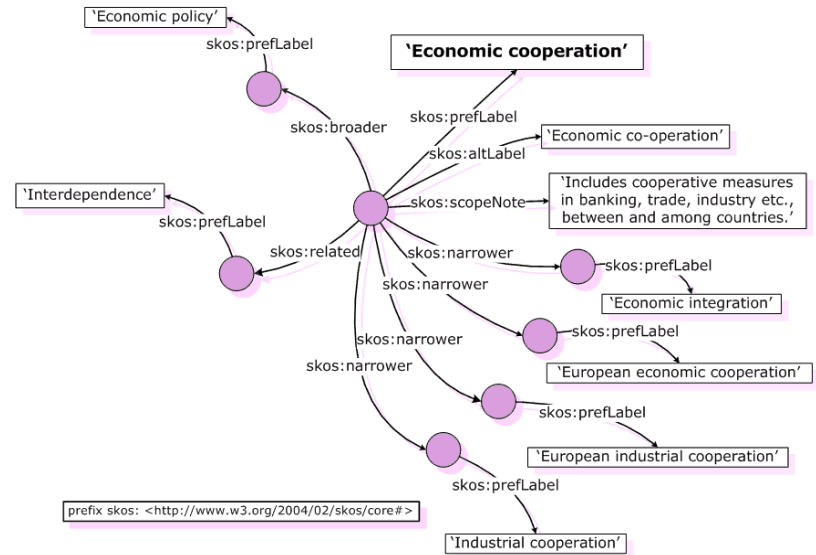 ‘Economic policy’
skos:prefLabel
‘Economic cooperation’
skos:prefLabel
skos:broader
‘Economic co-operation’
skos:altLabel
‘Interdependence’
skos:prefLabel
skos:scopeNote
‘Includes cooperative measures
in banking, trade, industry etc.,
between and among countries.’
skos:related
skos:narrower
skos:prefLabel
‘Economic integration’
skos:narrower
skos:prefLabel
‘European economic cooperation’
skos:narrower
skos:prefLabel
‘European industrial cooperation’
skos:narrower
skos:prefLabel
‘Industrial cooperation’
prefix skos: <http://www.w3.org/2004/02/skos/core#>